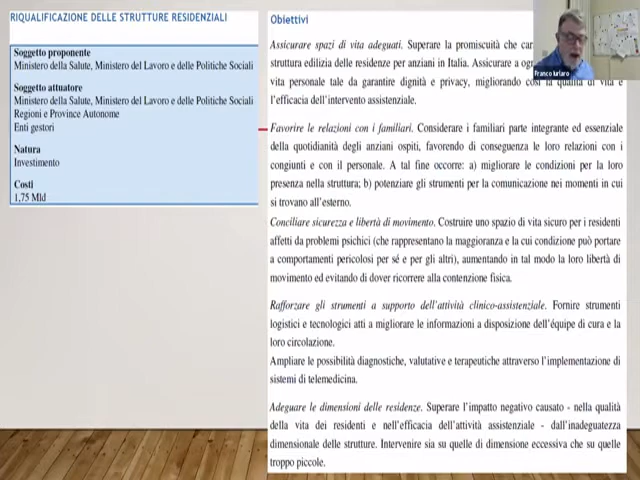 RIQUALIFICAZIONE DELLE STRUTTURE RESIDENZIALI
Soggetto proponente
Ministero della Salute, Ministero del Lavoro e delle Politiche Sociali
Soggetto attuatore
Ministero della Salute, Ministero del Lavoro e delle Politiche Sociali
Regioni e Province Autonome
Enti gestori
Natura
Investimento
Costi
1,75 Mld
Obiettivi
Assicurare spazi di vita adeguati. Superare la promiscuità che
struttura edilizia delle residenze per anziani in Italia. Assicurare a
vita personale tale da garantire dignità e privacy, migliorando così la qualità di vita e
l'efficacia dell'intervento assistenziale.
Favorire le relazioni con i familiari. Considerare i familiari parte integrante ed essenziale
della quotidianità degli anziani ospiti, favorendo di conseguenza le loro relazioni con i
congiunti e con il personale. A tal fine occorre: a) migliorare le condizioni per la loro
presenza nella struttura; b) potenziare gli strumenti per la comunicazione nei momenti in cui
si trovano all'esterno.
Conciliare sicurezza e libertà di movimento. Costruire uno spazio di vita sicuro per i residenti
affetti da problemi psichici (che rappresentano la maggioranza e la cui condizione può portare
a comportamenti pericolosi per sé e per gli altri), aumentando in tal modo la loro libertà di
movimento ed evitando di dover ricorrere alla contenzione fisica.
Rafforzare gli strumenti a supporto dell'attività clinico-assistenziale. Fornire strumenti
logistici e tecnologici atti a migliorare le informazioni a disposizione dell'équipe di cura e la
loro circolazione.
Ampliare le possibilità diagnostiche, valutative e terapeutiche attraverso l'implementazione di
sistemi di telemedicina.
Adeguare le dimensioni delle residenze. Superare l'impatto negativo causato - nella qualità
della vita dei residenti e nell'efficacia dell'attività assistenziale - dall'inadeguatezza
dimensionale delle strutture. Intervenire sia su quelle di dimensione eccessiva che su quelle
troppo piccole.
Franco Iurlaro